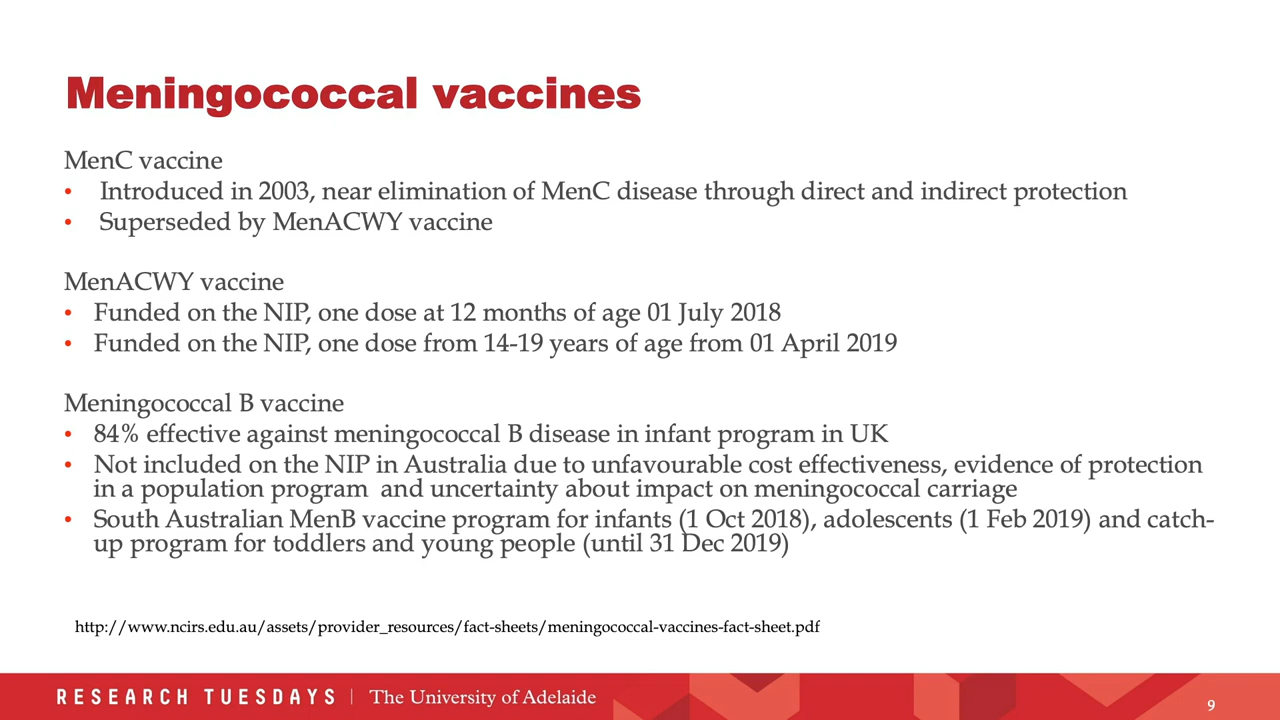 Meningococcal vaccines
MenC vaccine
• Introduced in 2003, near elimination of MenC disease through direct and indirect protection
• Superseded by MenACWY vaccine
MenACWY vaccine
• Funded on the NIP, one dose at 12 months of age 01 July 2018
• Funded on the NIP, one dose from 14-19 years of age from 01 April 2019
Meningococcal B vaccine
• 84% effective against meningococcal B disease in infant program in UK
• Not included on the NIP in Australia due to unfavourable cost effectiveness, evidence of protection
in a population program and uncertainty about impact on meningococcal carriage
• South Australian MenB vaccine program for infants (1 Oct 2018), adolescents (1 Feb 2019) and catch-
up program for toddlers and young people (until 31 Dec 2019)
http://www.ncirs.edu.au/assets/provider_resources/fact-sheets/meningococcal-vaccines-fact-sheet.pdf
RESEARCH TUESDAYS | The University of Adelaide
9